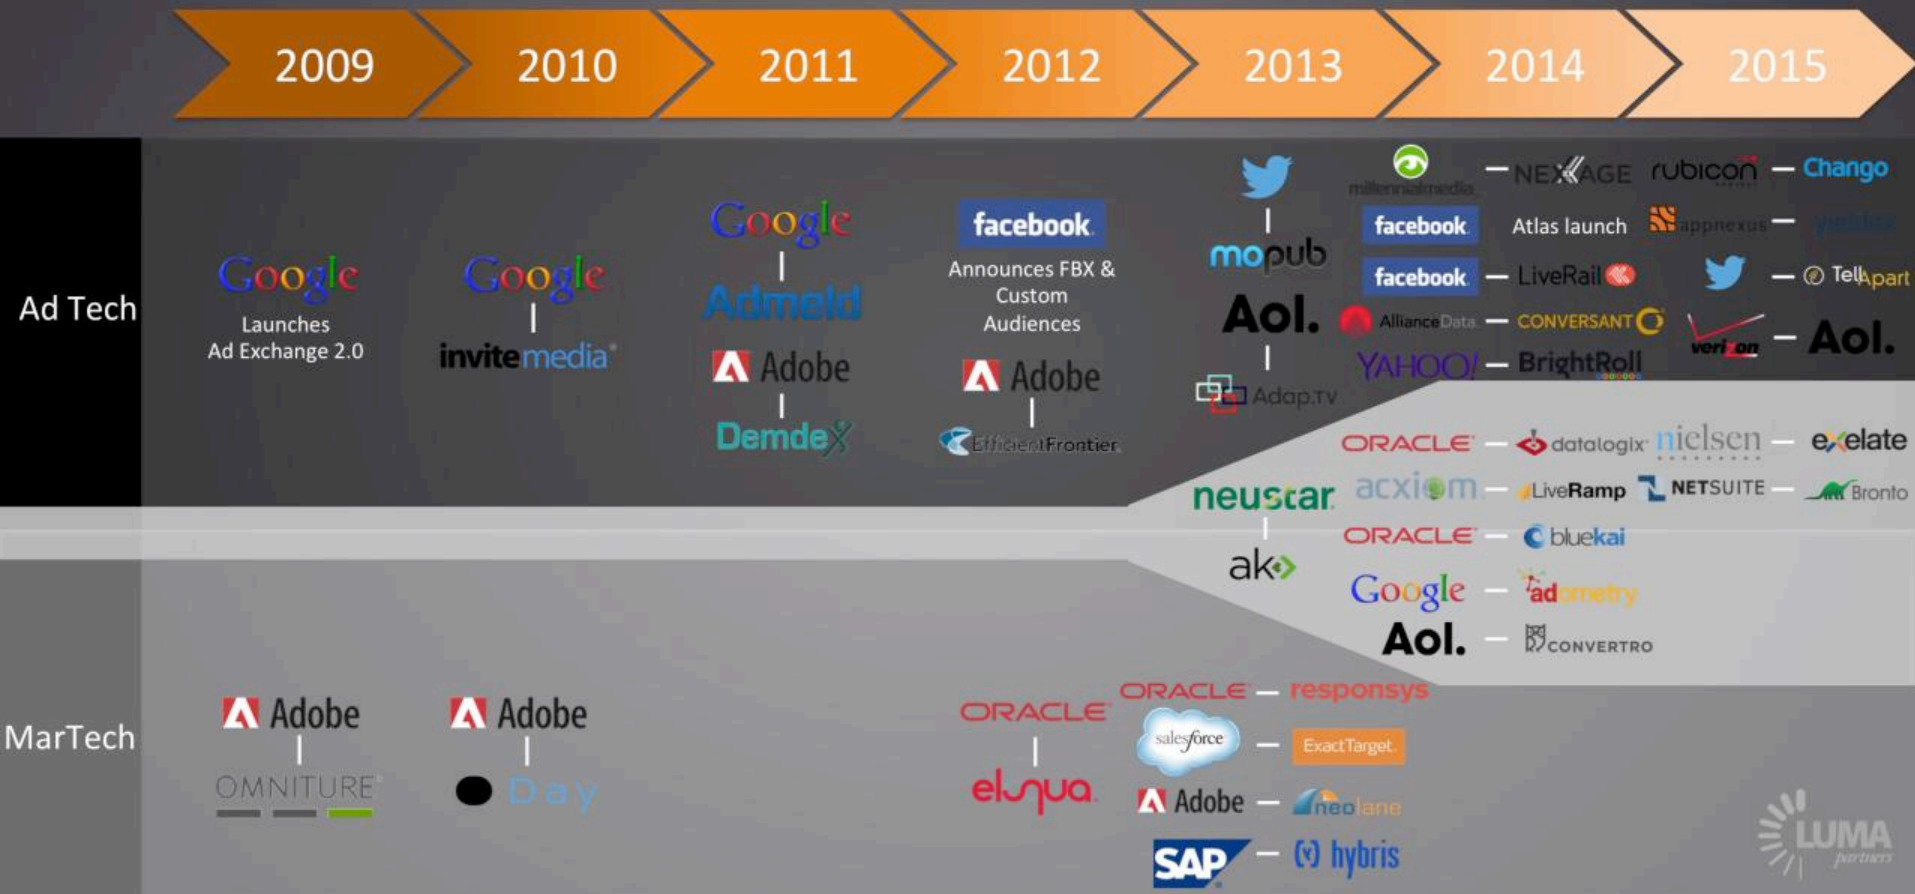 2009
2010
2011
2012
2013
2014
2015
Ad Tech
Google
Launches
Ad Exchange 2.0
Google
invitemedia
Google
Admeld
Adobe
Demdex
facebook.
Announces FBX &
Custom
Audiences
Adobe
EfficientFrontier
mopub
Aol.
Adap.tv
millennialmedia
NEXAGE
facebook.
Atlas launch
facebook.
LiveRail
AllianceData
CONVERSANT
YAHOO!
BrightRoll
rubicon
Chango
appnexus
TellApart
verizon
Aol.
neustar
ak
ORACLE
datalogix
acxiom
LiveRamp
ORACLE
bluekai
Google
adometry
Aol.
CONVERTRO
nielsen
exelate
NETSUITE
Bronto
MarTech
Adobe
OMNITURE
Adobe
Day
ORACLE
eloqua
ORACLE
responsys
salesforce
ExactTarget.
Adobe
neolane
SAP
hybris
LUMA
partners